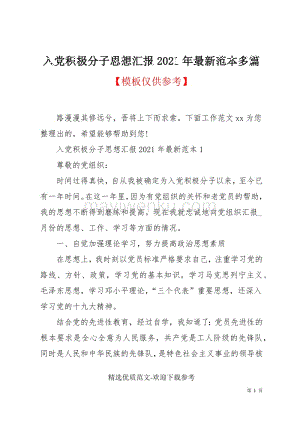 入党积极分子思想汇报 2021 年最新范本多篇
【模板仅供参考】
路漫漫其修远兮，吾将上下而求索。下面工作范文 xx 为您
整理出的，希望能够帮助到您！
入党积极分子思想汇报 2021 年最新范本 1
尊敬的党组织：
时间过得真快，自从我被确定为入党积极分子以来，至今已
有一年时间。在这一年里，因为有党组织的关怀和老党员的帮助，
我的思想不断得到磨练和提高，现在我就忠诚地向党组织汇报_
月份的思想、工作、学习等方面的情况。
一、自觉加强理论学习，努力提高政治思想素质
在思想上，我时刻以党员标准严格要求自己，注重学习党的
路线、方针、政策，学习党的基本知识。学习马克思列宁主义、
毛泽东思想，学习邓小平理论，“三个代表”重要思想，还深入
学习党的十九大精神。
结合党的先进性教育，经过学习，我知道了：党员先进性的
根本要求是全心全意为人民服务，共产党是工人阶级的先锋队，
同时是人民和中华民族的先锋队，是特色社会主义事业的领导核
精选优质范文-欢迎下载参考
第 1 页